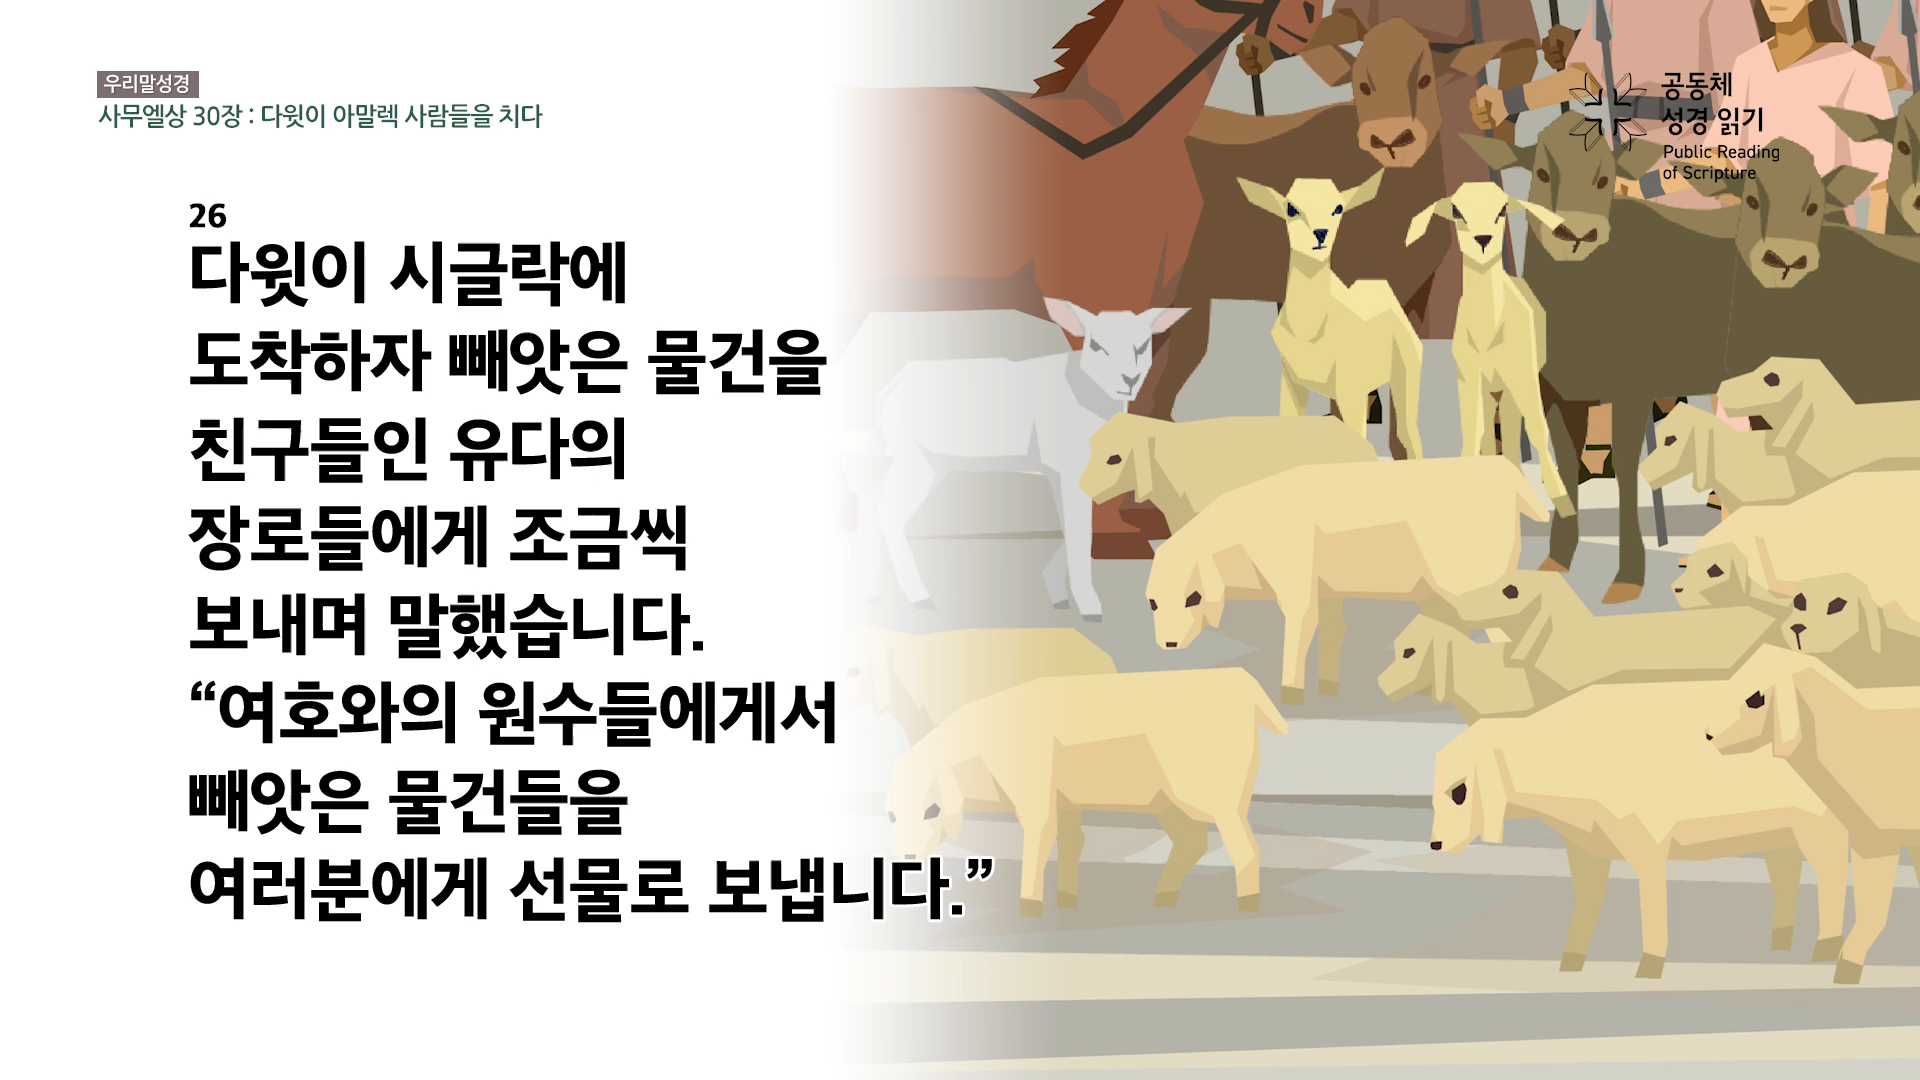 우리말성경
사무엘상 30장 : 다윗이 아말렉 사람들을 치다
공동체
성경 읽기
Public Reading
of Scripture
26
다윗이 시글락에
도착하자 빼앗은 물건을
친구들인 유다의
장로들에게 조금씩
보내며 말했습니다.
“여호와의 원수들에게서
빼앗은 물건들을
여러분에게 선물로 보냅니다.”